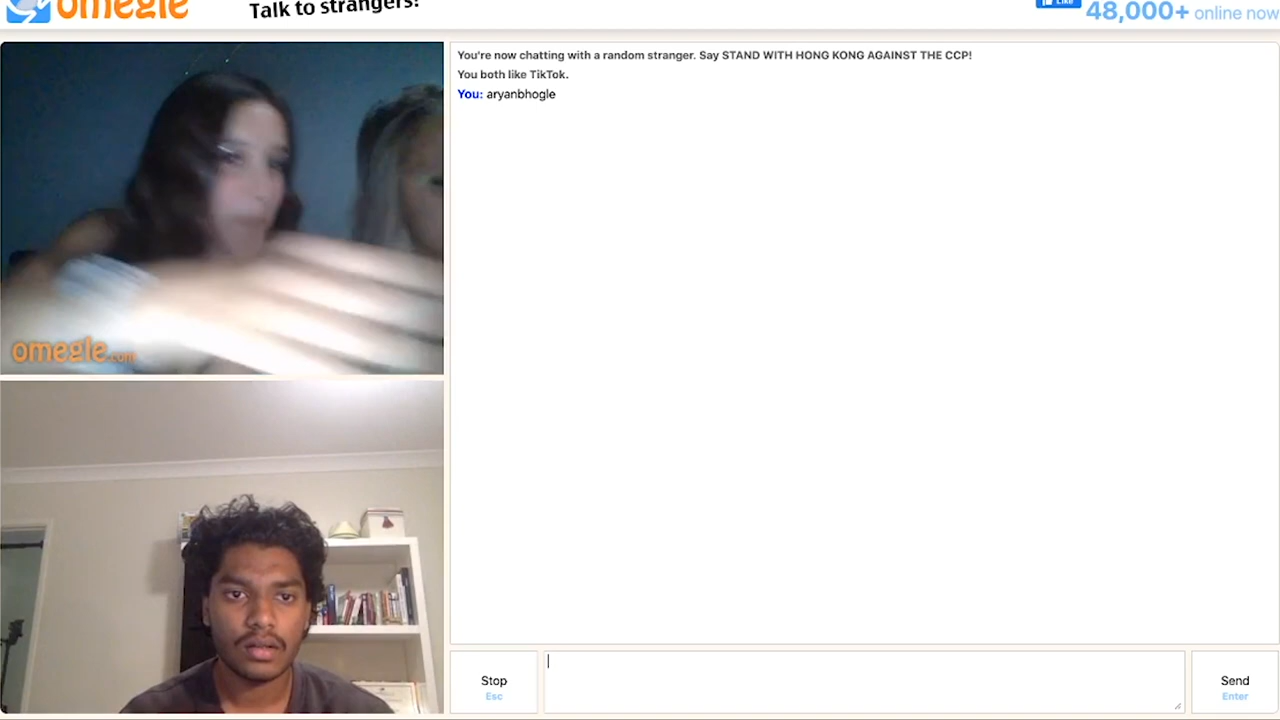 omegle
Talk to strangers!
Like
48,000+ online now
You're now chatting with a random stranger. Say STAND WITH HONG KONG AGAINST THE CCP!
You both like TikTok.
You: aryanbhogle
omegle.com
Stop
Esc
Send
Enter